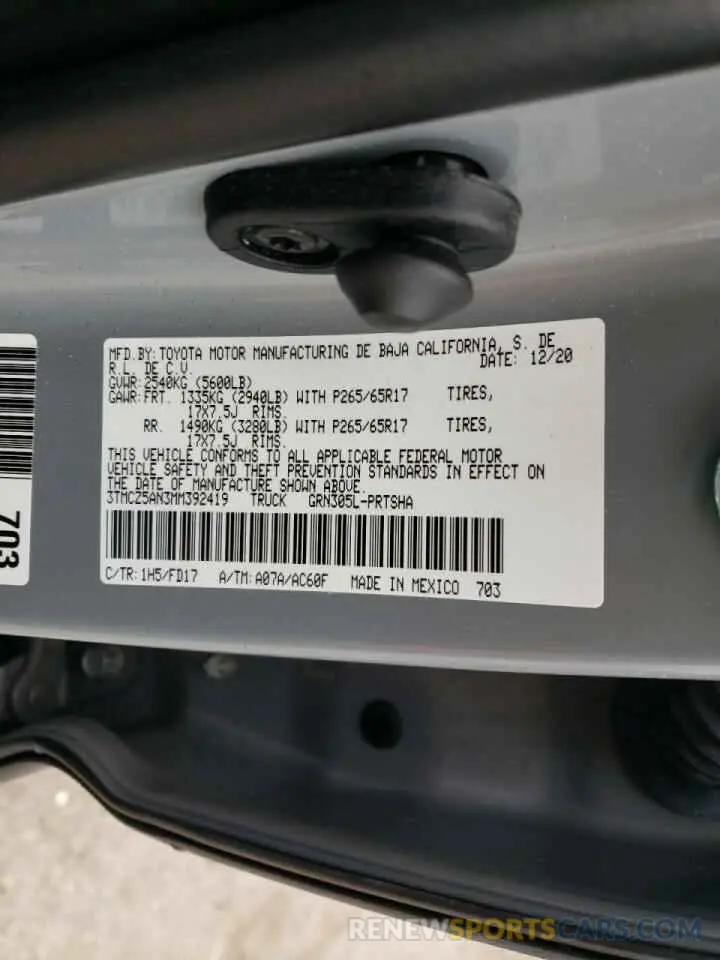 MFD. BY: TOYOTA MOTOR MANUFACTURING DE BAJA CALIFORNIA, S. DE
R.L. DE C.V. DATE: 12/20
GVWR: 2540KG (5600LB)
GAWR: FRT. 1335KG (2940LB) WITH P265/65R17 TIRES,
17X7.5J RIMS.
RR. 1490KG (3280LB) WITH P265/65R17 TIRES,
17X7.5J RIMS.
THIS VEHICLE CONFORMS TO ALL APPLICABLE FEDERAL MOTOR
VEHICLE SAFETY AND THEFT PREVENTION STANDARDS IN EFFECT ON
THE DATE OF MANUFACTURE SHOWN ABOVE.
3TMCZ5AN3MM392419 TRUCK GRN305L-PRTSHA
C/TR: 1H5/FD17 A/TM: A07A/AC60F MADE IN MEXICO 703
703
RENEWSPORTSCARS.COM